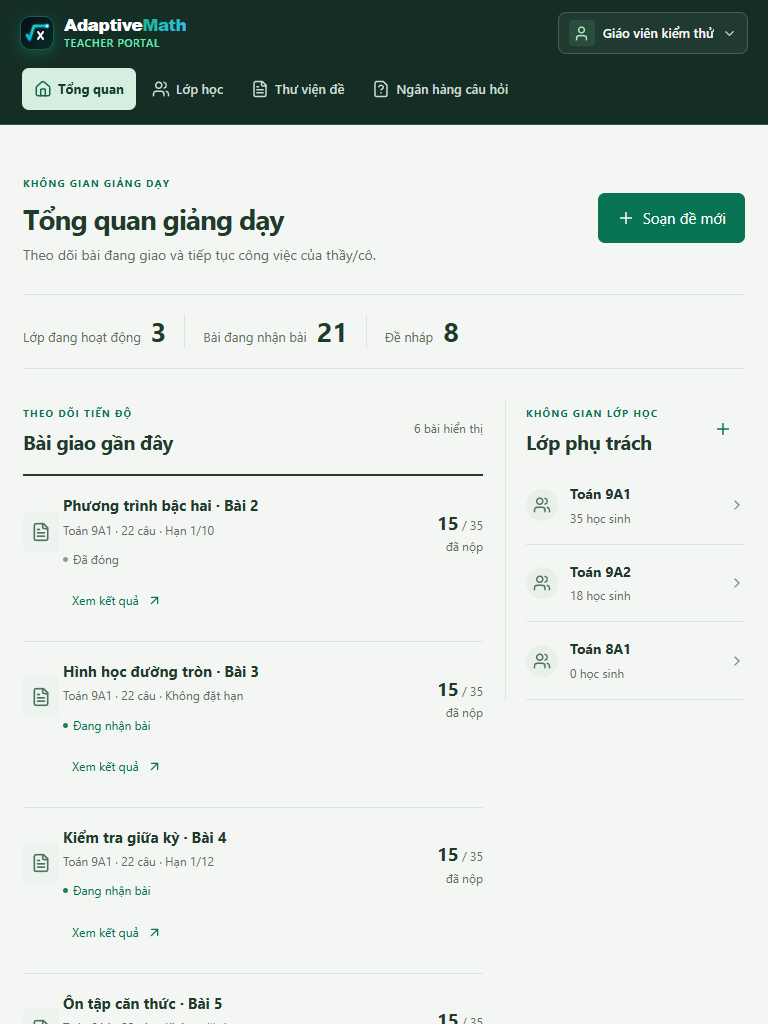 AdaptiveMath
TEACHER PORTAL
Giáo viên kiểm thử
Tổng quan
Lớp học
Thư viện đề
Ngân hàng câu hỏi
KHÔNG GIAN GIẢNG DẠY
Tổng quan giảng dạy
Theo dõi bài đang giao và tiếp tục công việc của thầy/cô.
Soạn đề mới
Lớp đang hoạt động 3
Bài đang nhận bài 21
Đề nháp 8
THEO DÕI TIẾN ĐỘ
Bài giao gần đây
6 bài hiển thị
Phương trình bậc hai · Bài 2
Toán 9A1 · 22 câu · Hạn 1/10
Đã đóng
Xem kết quả
15 / 35
đã nộp
Hình học đường tròn · Bài 3
Toán 9A1 · 22 câu · Không đặt hạn
Đang nhận bài
Xem kết quả
15 / 35
đã nộp
Kiểm tra giữa kỳ · Bài 4
Toán 9A1 · 22 câu · Hạn 1/12
Đang nhận bài
Xem kết quả
15 / 35
đã nộp
Ôn tập căn thức · Bài 5
15 / 35
KHÔNG GIAN LỚP HỌC
Lớp phụ trách
Toán 9A1
35 học sinh
Toán 9A2
18 học sinh
Toán 8A1
0 học sinh